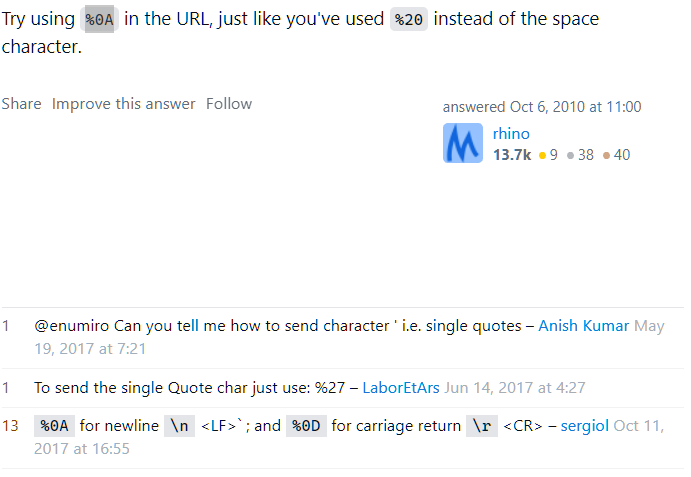 Try using %0A in the URL, just like you've used %20 instead of the space
character.
Share Improve this answer Follow
answered Oct 6, 2010 at 11:00
rhino
13.7k 9 38 40
1 @enumiro Can you tell me how to send character ' i.e. single quotes – Anish Kumar May
19, 2017 at 7:21
1 To send the single Quote char just use: %27 – LaborEtArs Jun 14, 2017 at 4:27
13 %0A for newline \n <LF>`; and %0D for carriage return \r <CR> – sergiol Oct 11,
2017 at 16:55